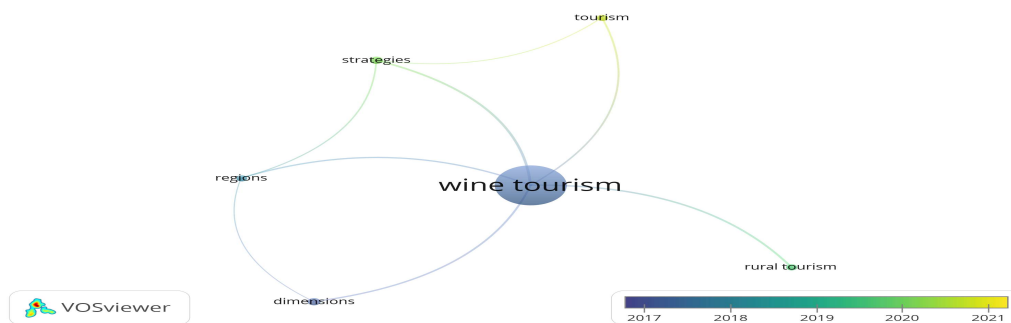 tourism
strategies
regions
wine tourism
rural tourism
dimensions
VOSviewer
2017 2018 2019 2020 2021